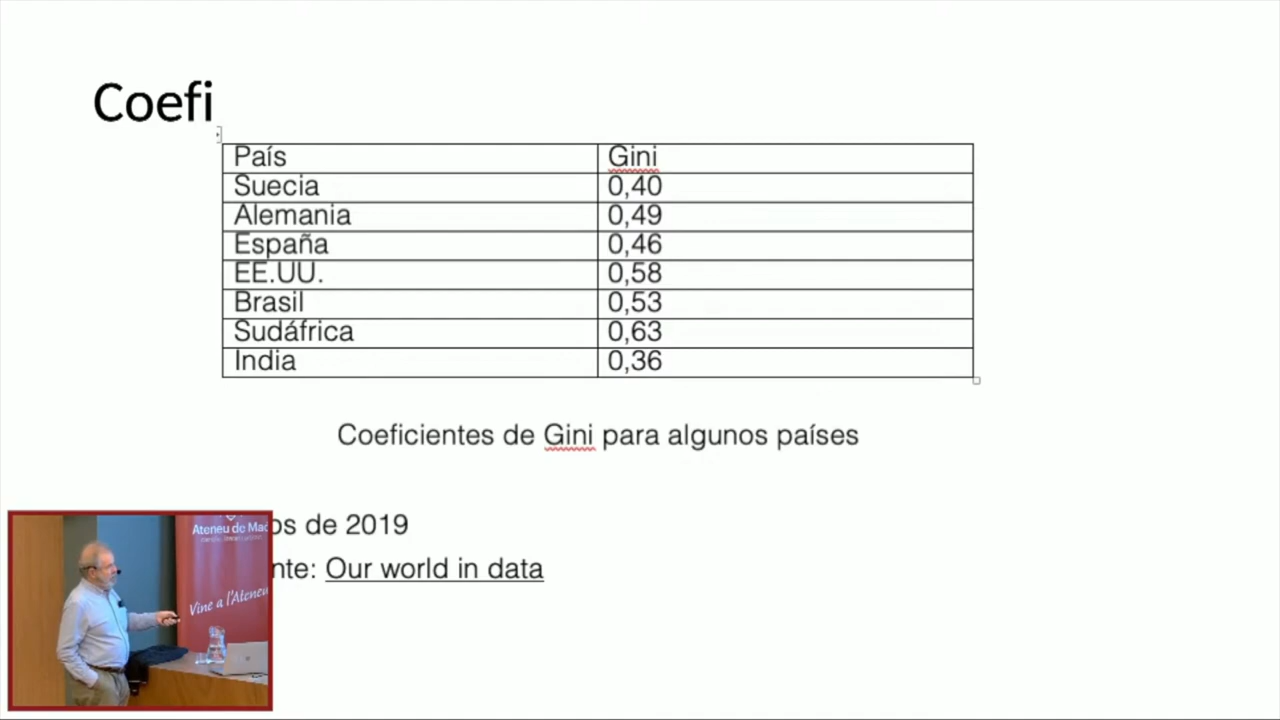 Coefi
País Gini
Suecia 0,40
Alemania 0,49
España 0,46
EE.UU. 0,58
Brasil 0,53
Sudáfrica 0,63
India 0,36
Coeficientes de Gini para algunos países
os de 2019
nte: Our world in data
Ateneu de Mad
Vine a l'Ateneu